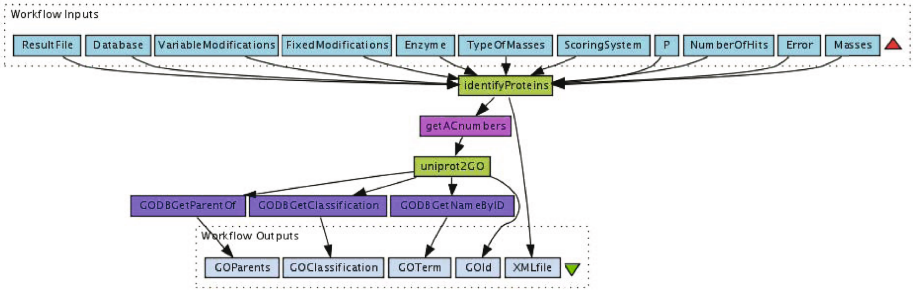 Workflow Inputs
ResultFile Database VariableModifications FixedModifications Enzyme TypeOfMasses ScoringSystem P NumberOfHits Error Masses
identifyProteins
getACnumbers
uniprot2GO
GODBGetParentOf GODBGetClassification GODBGetNameByID
Workflow Outputs
GOParents GOClassification GOTerm GOId XMLfile